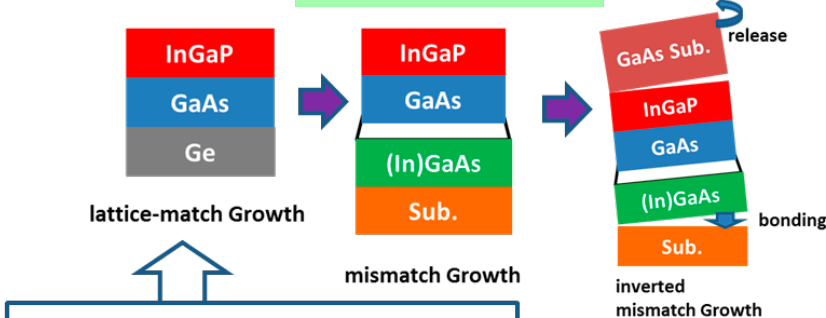 InGaP
GaAs
Ge
lattice-match Growth
InGaP
GaAs
(In)GaAs
Sub.
mismatch Growth
release
GaAs Sub.
InGaP
GaAs
(In)GaAs
bonding
Sub.
inverted
mismatch Growth